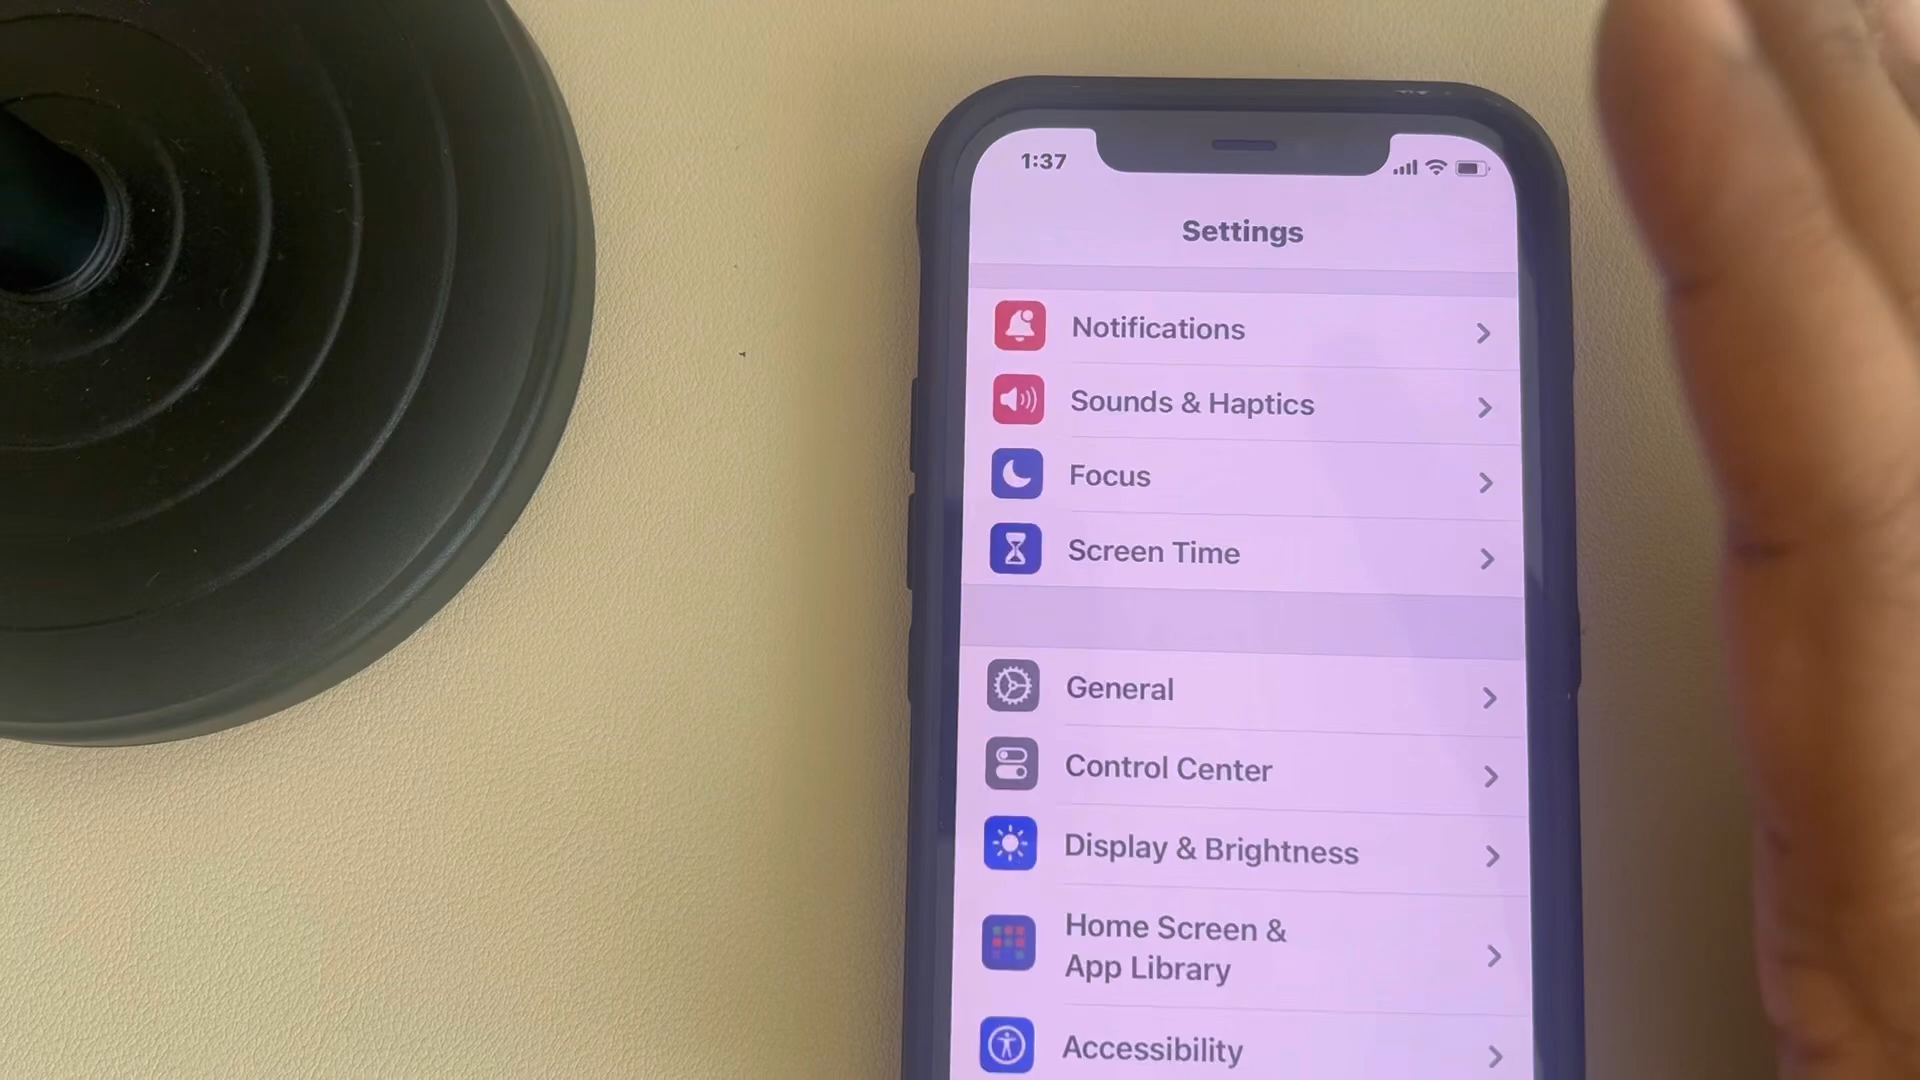 1:37
Settings
Notifications
Sounds & Haptics
Focus
Screen Time
General
Control Center
Display & Brightness
Home Screen &
App Library
Accessibility